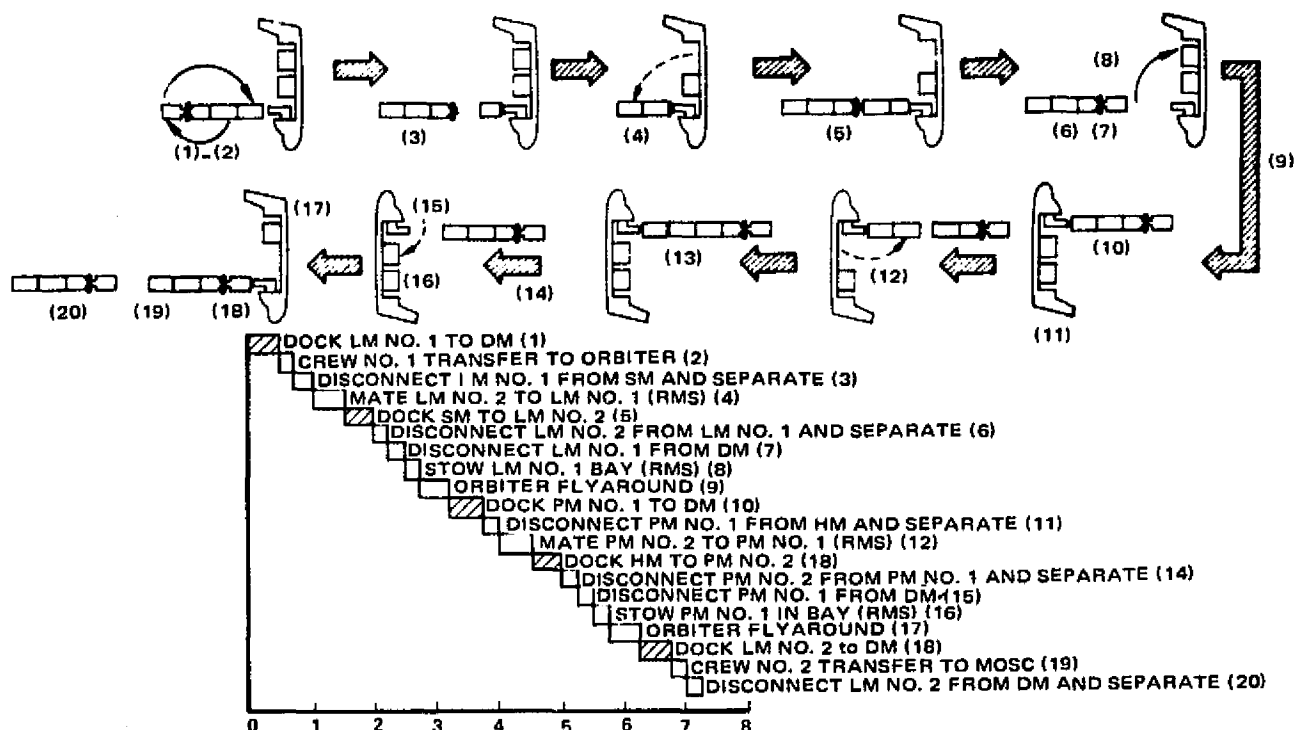 (8)
(1)-(2)
(3)
(4)
(5)
(6)
(7)
(9)
(17)
(15)
(10)
(13)
(12)
(16)
(14)
(20)
(19)
(18)
(11)
DOCK LM NO. 1 TO DM (1)
CREW NO. 1 TRANSFER TO ORBITER (2)
DISCONNECT LM NO. 1 FROM SM AND SEPARATE (3)
MATE LM NO. 2 TO LM NO. 1 (RMS) (4)
DOCK SM TO LM NO. 2 (5)
DISCONNECT LM NO. 2 FROM LM NO. 1 AND SEPARATE (6)
DISCONNECT LM NO. 1 FROM DM (7)
STOW LM NO. 1 BAY (RMS) (8)
ORBITER FLYAROUND (9)
DOCK PM NO. 1 TO DM (10)
DISCONNECT PM NO. 1 FROM HM AND SEPARATE (11)
MATE PM NO. 2 TO PM NO. 1 (RMS) (12)
DOCK HM TO PM NO. 2 (18)
DISCONNECT PM NO. 2 FROM PM NO. 1 AND SEPARATE (14)
DISCONNECT PM NO. 1 FROM DM (15)
STOW PM NO. 1 IN BAY (RMS) (16)
ORBITER FLYAROUND (17)
DOCK LM NO. 2 to DM (18)
CREW NO. 2 TRANSFER TO MOSC (19)
DISCONNECT LM NO. 2 FROM DM AND SEPARATE (20)
0 1 2 3 4 5 6 7 8